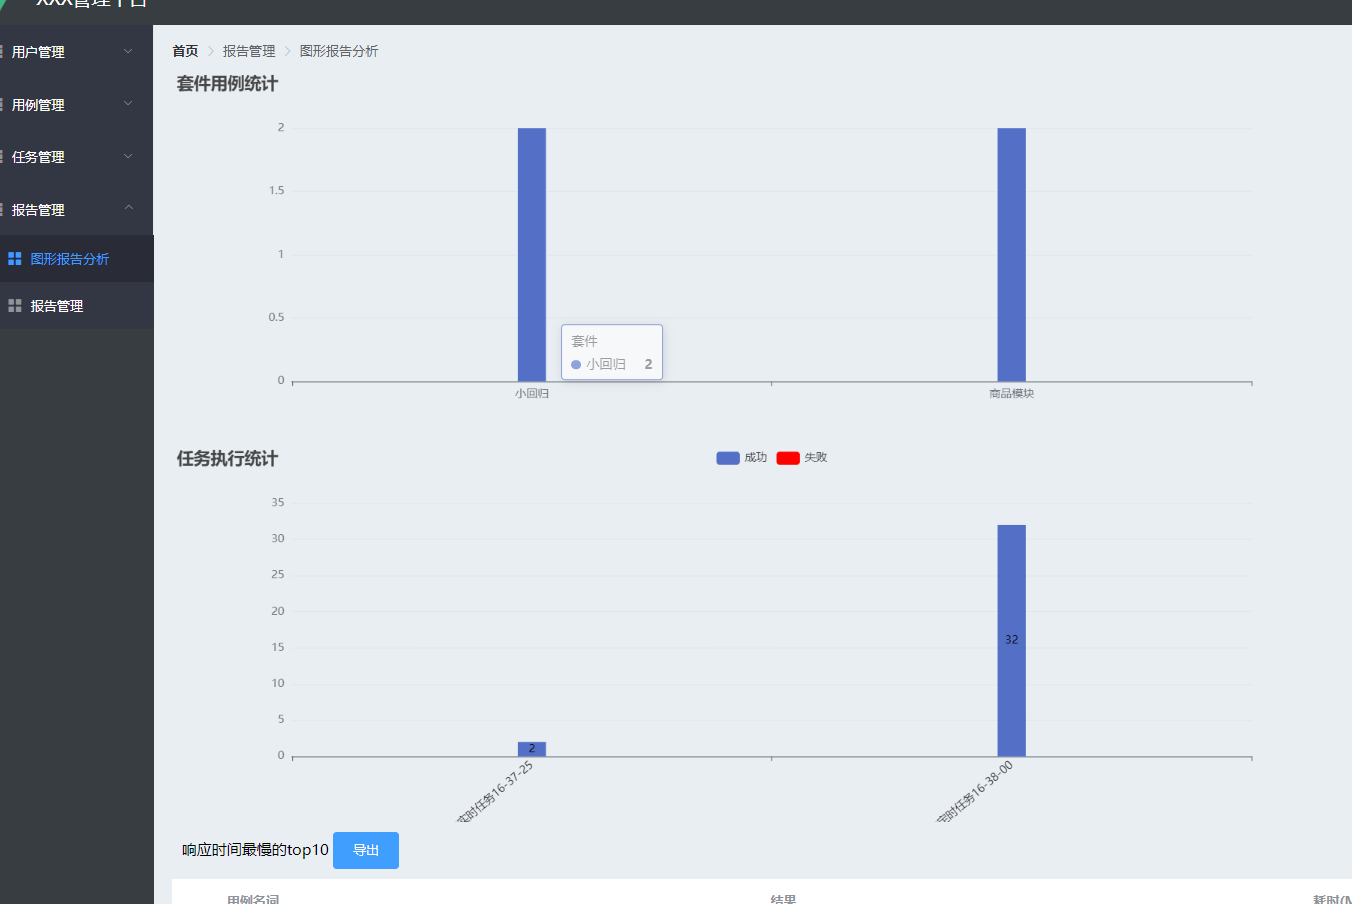 XXX管理平台
用户管理
用例管理
任务管理
报告管理
图形报告分析
报告管理
首页 > 报告管理 > 图形报告分析
套件用例统计
2
1.5
1
0.5
0
套件
小回归 2
小回归
商品模块
任务执行统计
成功 失败
35
30
25
20
15
10
5
0
2
32
实时任务16-37-25
定时任务16-38-00
响应时间最慢的top10 导出
用例名词 结果 耗时(M